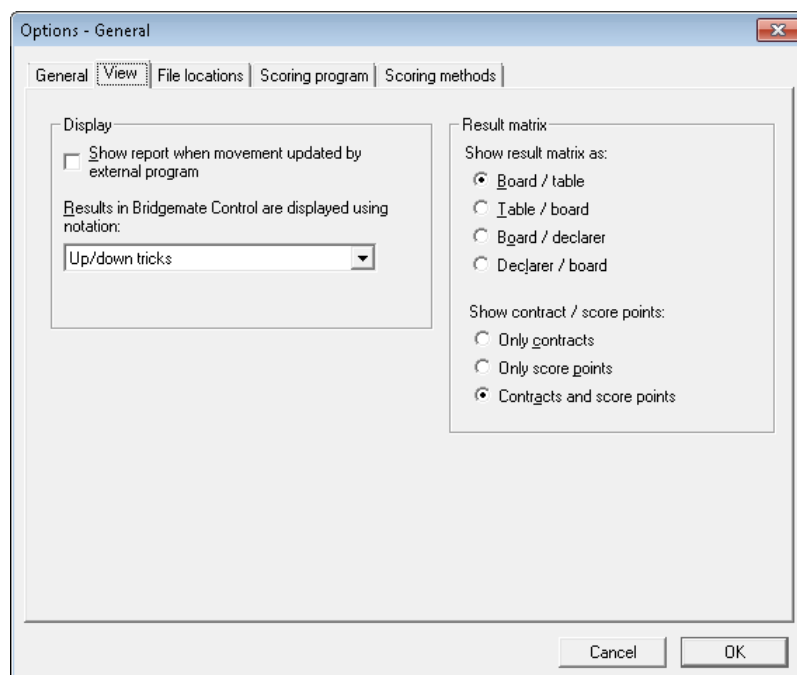 Options - General
General View File locations Scoring program Scoring methods
Display
Show report when movement updated by
external program
Results in Bridgemate Control are displayed using
notation:
Up/down tricks
Result matrix
Show result matrix as:
Board / table
Table / board
Board / declarer
Declarer / board
Show contract / score points:
Only contracts
Only score points
Contracts and score points
Cancel OK